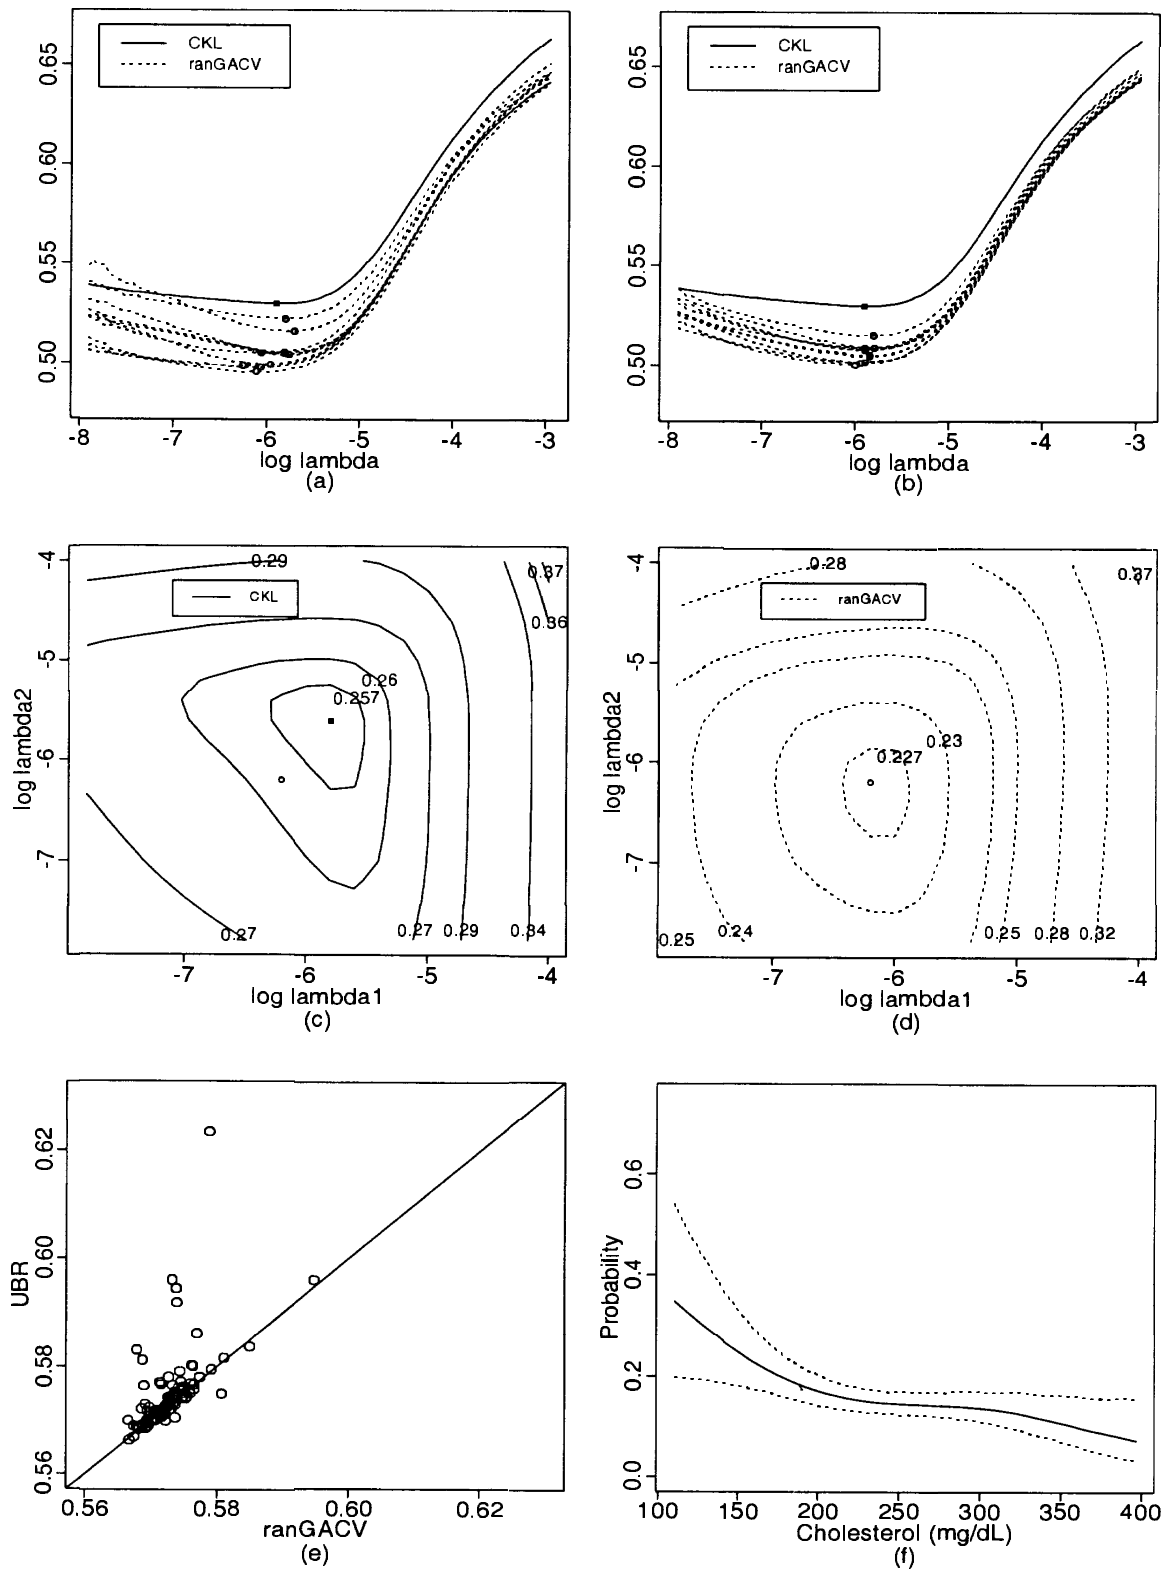 CKL
ranGACV
0.65
0.60
0.55
0.50
-8 -7 -6 -5 -4 -3
log lambda
(a)
CKL
ranGACV
0.65
0.60
0.55
0.50
-8 -7 -6 -5 -4 -3
log lambda
(b)
CKL
0.29
0.37
0.36
0.26
0.257
0.27
0.27
0.29
0.34
log lambda2
-4
-5
-6
-7
-7 -6 -5 -4
log lambda1
(c)
ranGACV
0.28
0.37
0.23
0.227
0.25
0.24
0.25
0.28
0.32
log lambda2
-4
-5
-6
-7
-7 -6 -5 -4
log lambda1
(d)
UBR
0.62
0.60
0.58
0.56
0.56 0.58 0.60 0.62
ranGACV
(e)
Probability
0.6
0.4
0.2
0.0
100 150 200 250 300 350 400
Cholesterol (mg/dL)
(f)